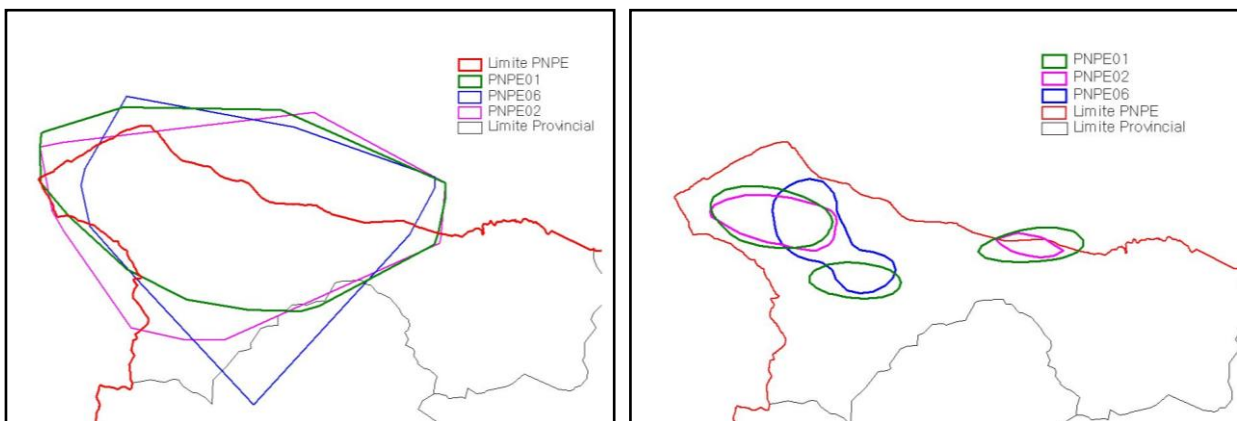 Limite PNPE
PNPE01
PNPE06
PNPE02
Limite Provincial
PNPE01
PNPE02
PNPE06
Limite PNPE
Limite Provincial